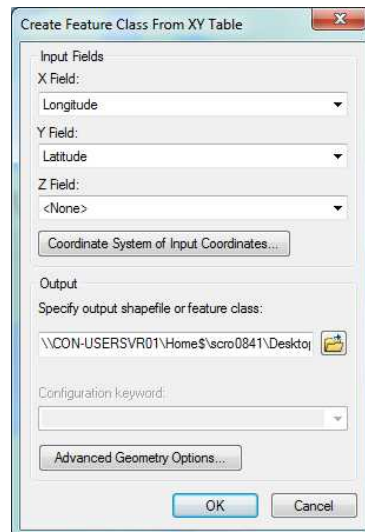 Create Feature Class From XY Table
Input Fields
X Field:
Longitude
Y Field:
Latitude
Z Field:
<None>
Coordinate System of Input Coordinates...
Output
Specify output shapefile or feature class:
\\CON-USERSVR01\Home$\scro0841\Desktop
Configuration keyword:
Advanced Geometry Options...
OK
Cancel